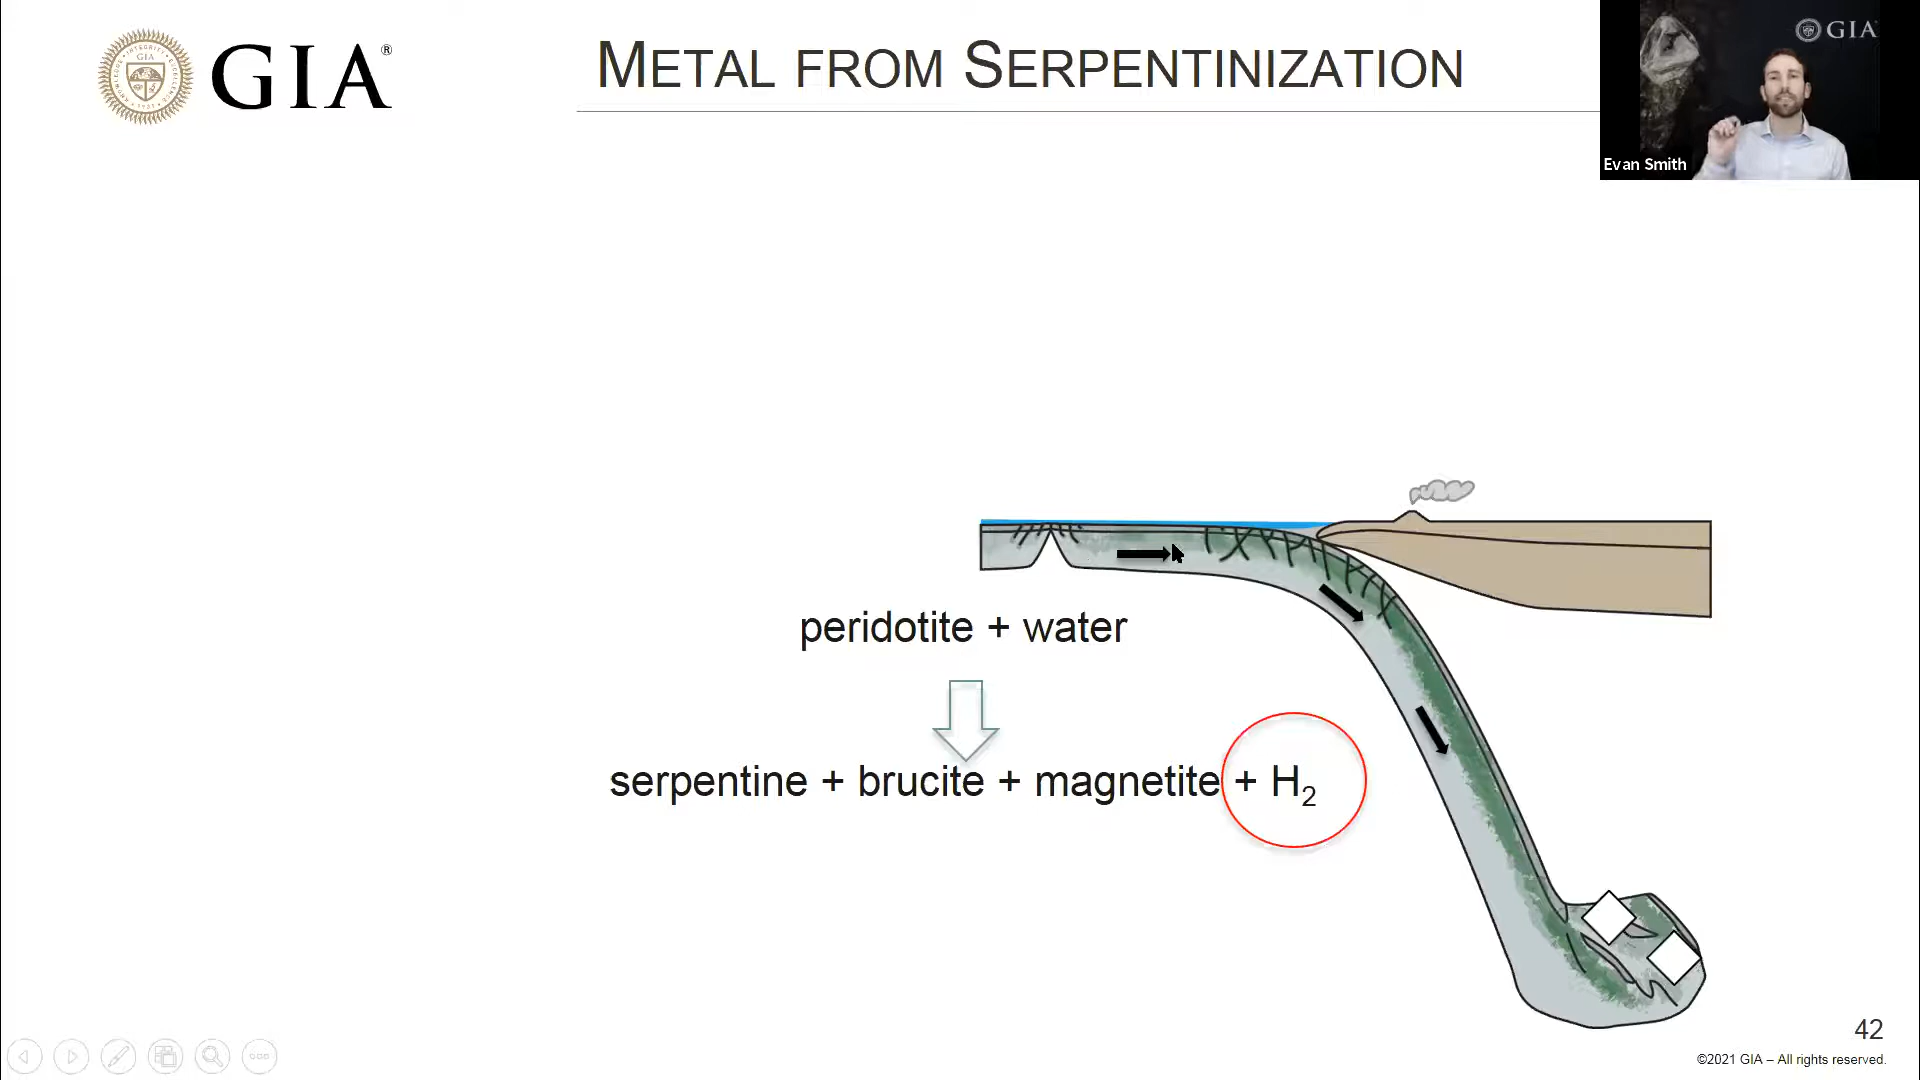 GIA®
METAL FROM SERPENTINIZATION
GIA
Evan Smith
peridotite + water
serpentine + brucite + magnetite + H₂
42
©2021 GIA – All rights reserved.